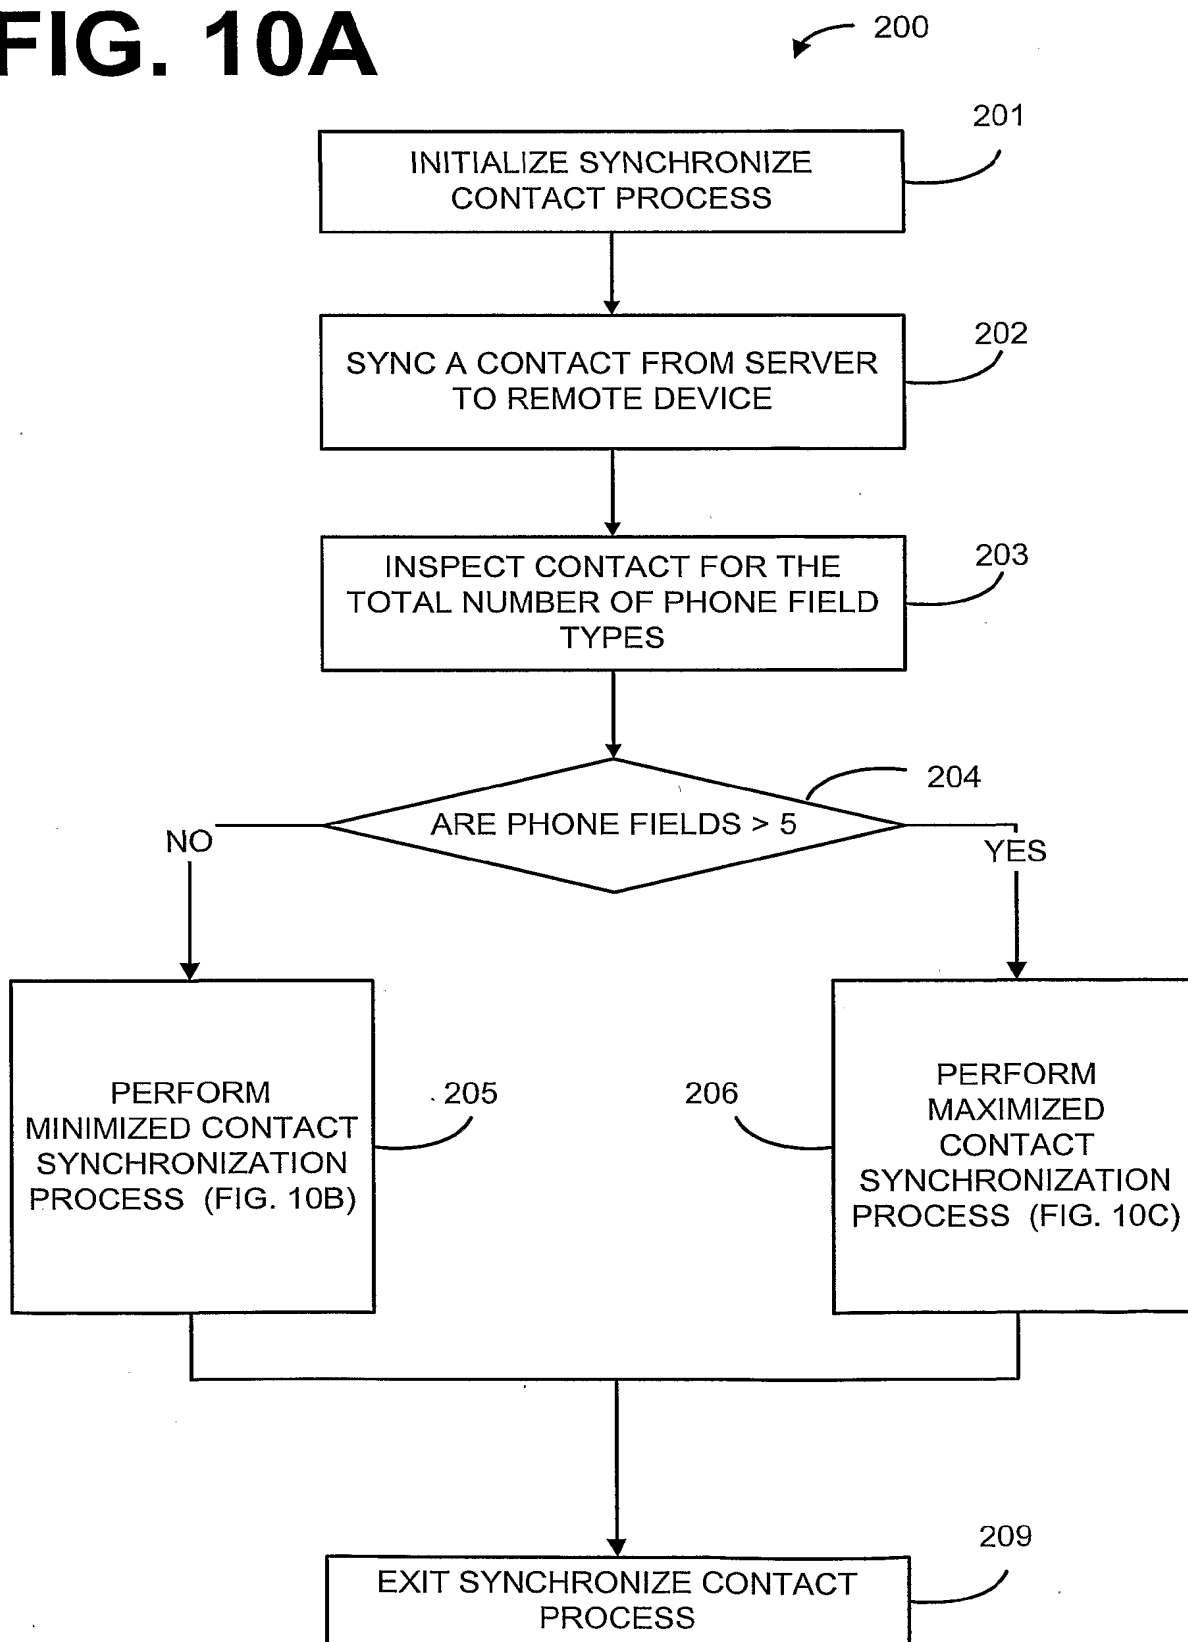 FIG. 10A
200
201
INITIALIZE SYNCHRONIZE
CONTACT PROCESS
202
SYNC A CONTACT FROM SERVER
TO REMOTE DEVICE
203
INSPECT CONTACT FOR THE
TOTAL NUMBER OF PHONE FIELD
TYPES
204
ARE PHONE FIELDS > 5
NO
YES
PERFORM
MINIMIZED CONTACT
SYNCHRONIZATION
PROCESS (FIG. 10B)
205
206
PERFORM
MAXIMIZED
CONTACT
SYNCHRONIZATION
PROCESS (FIG. 10C)
209
EXIT SYNCHRONIZE CONTACT
PROCESS